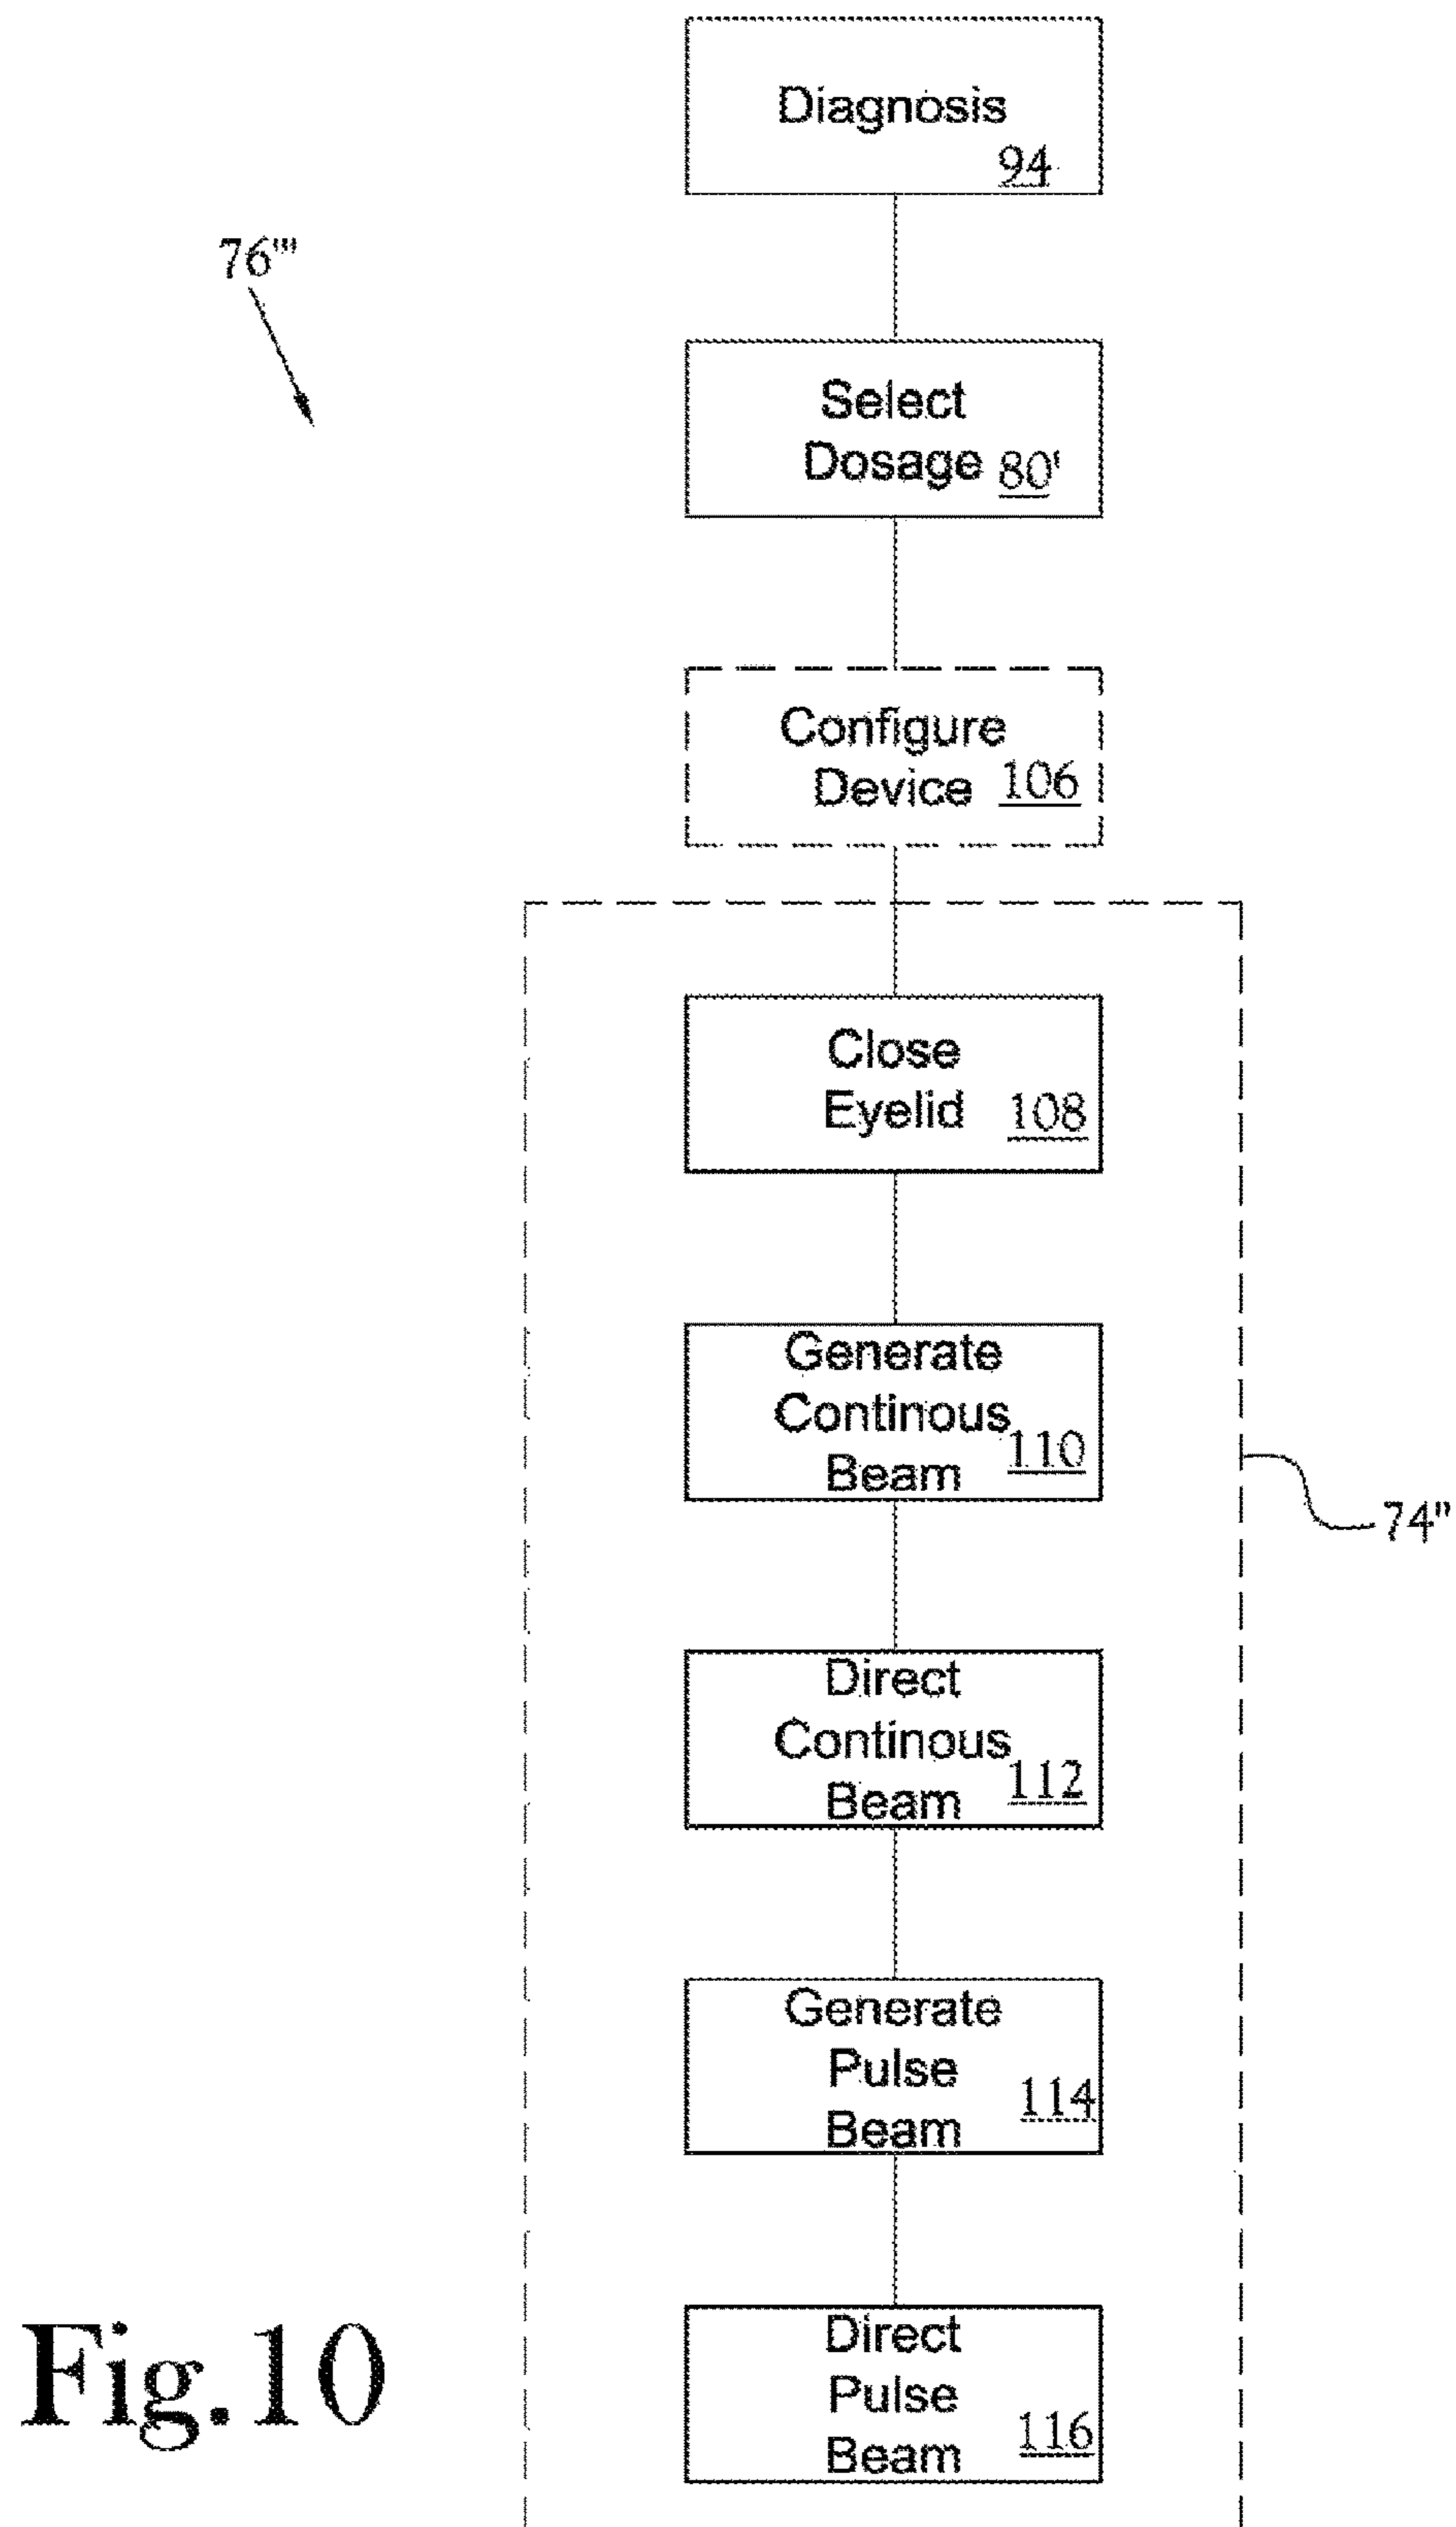 Diagnosis
94
76'''
Select
Dosage 80'
Configure
Device 106
Close
Eyelid 108
Generate
Continous
110
Beam
74"
Direct
Continous
112
Beam
Generate
Pulse
114
Beam
Direct
Pulse
116
Beam
Fig.10